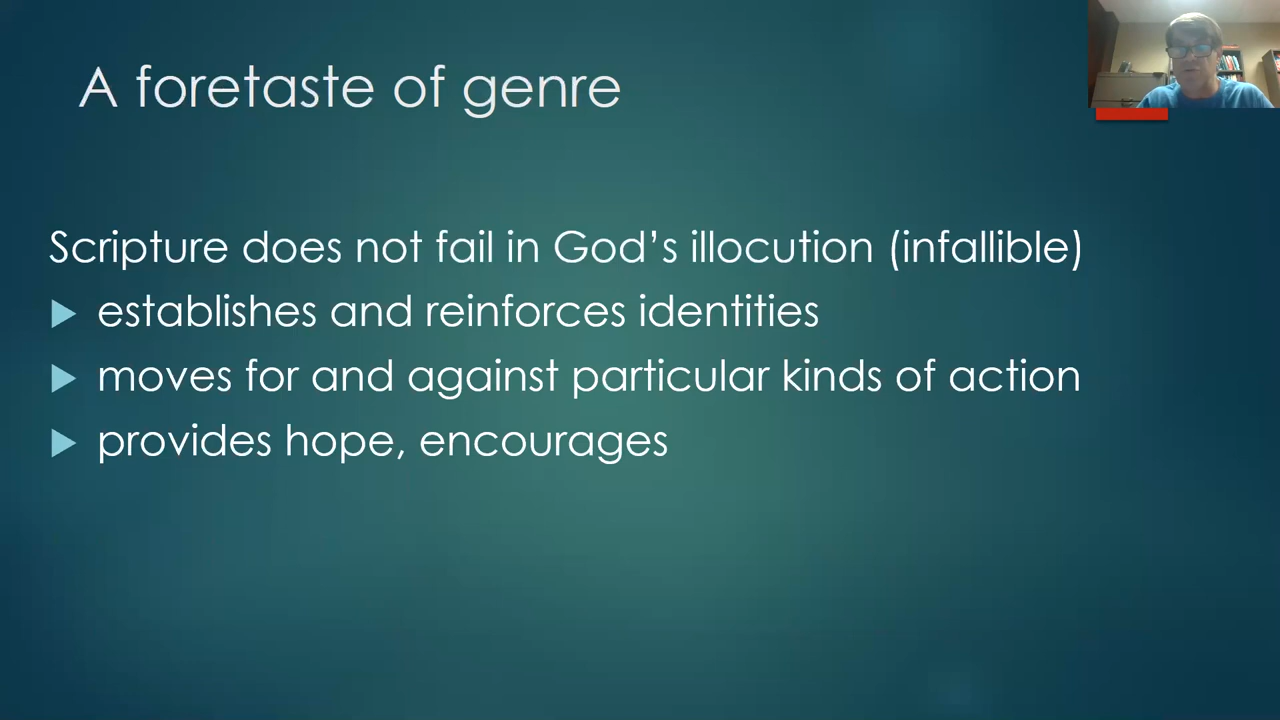 A foretaste of genre
Scripture does not fail in God’s illocution (infallible)
establishes and reinforces identities
moves for and against particular kinds of action
provides hope, encourages